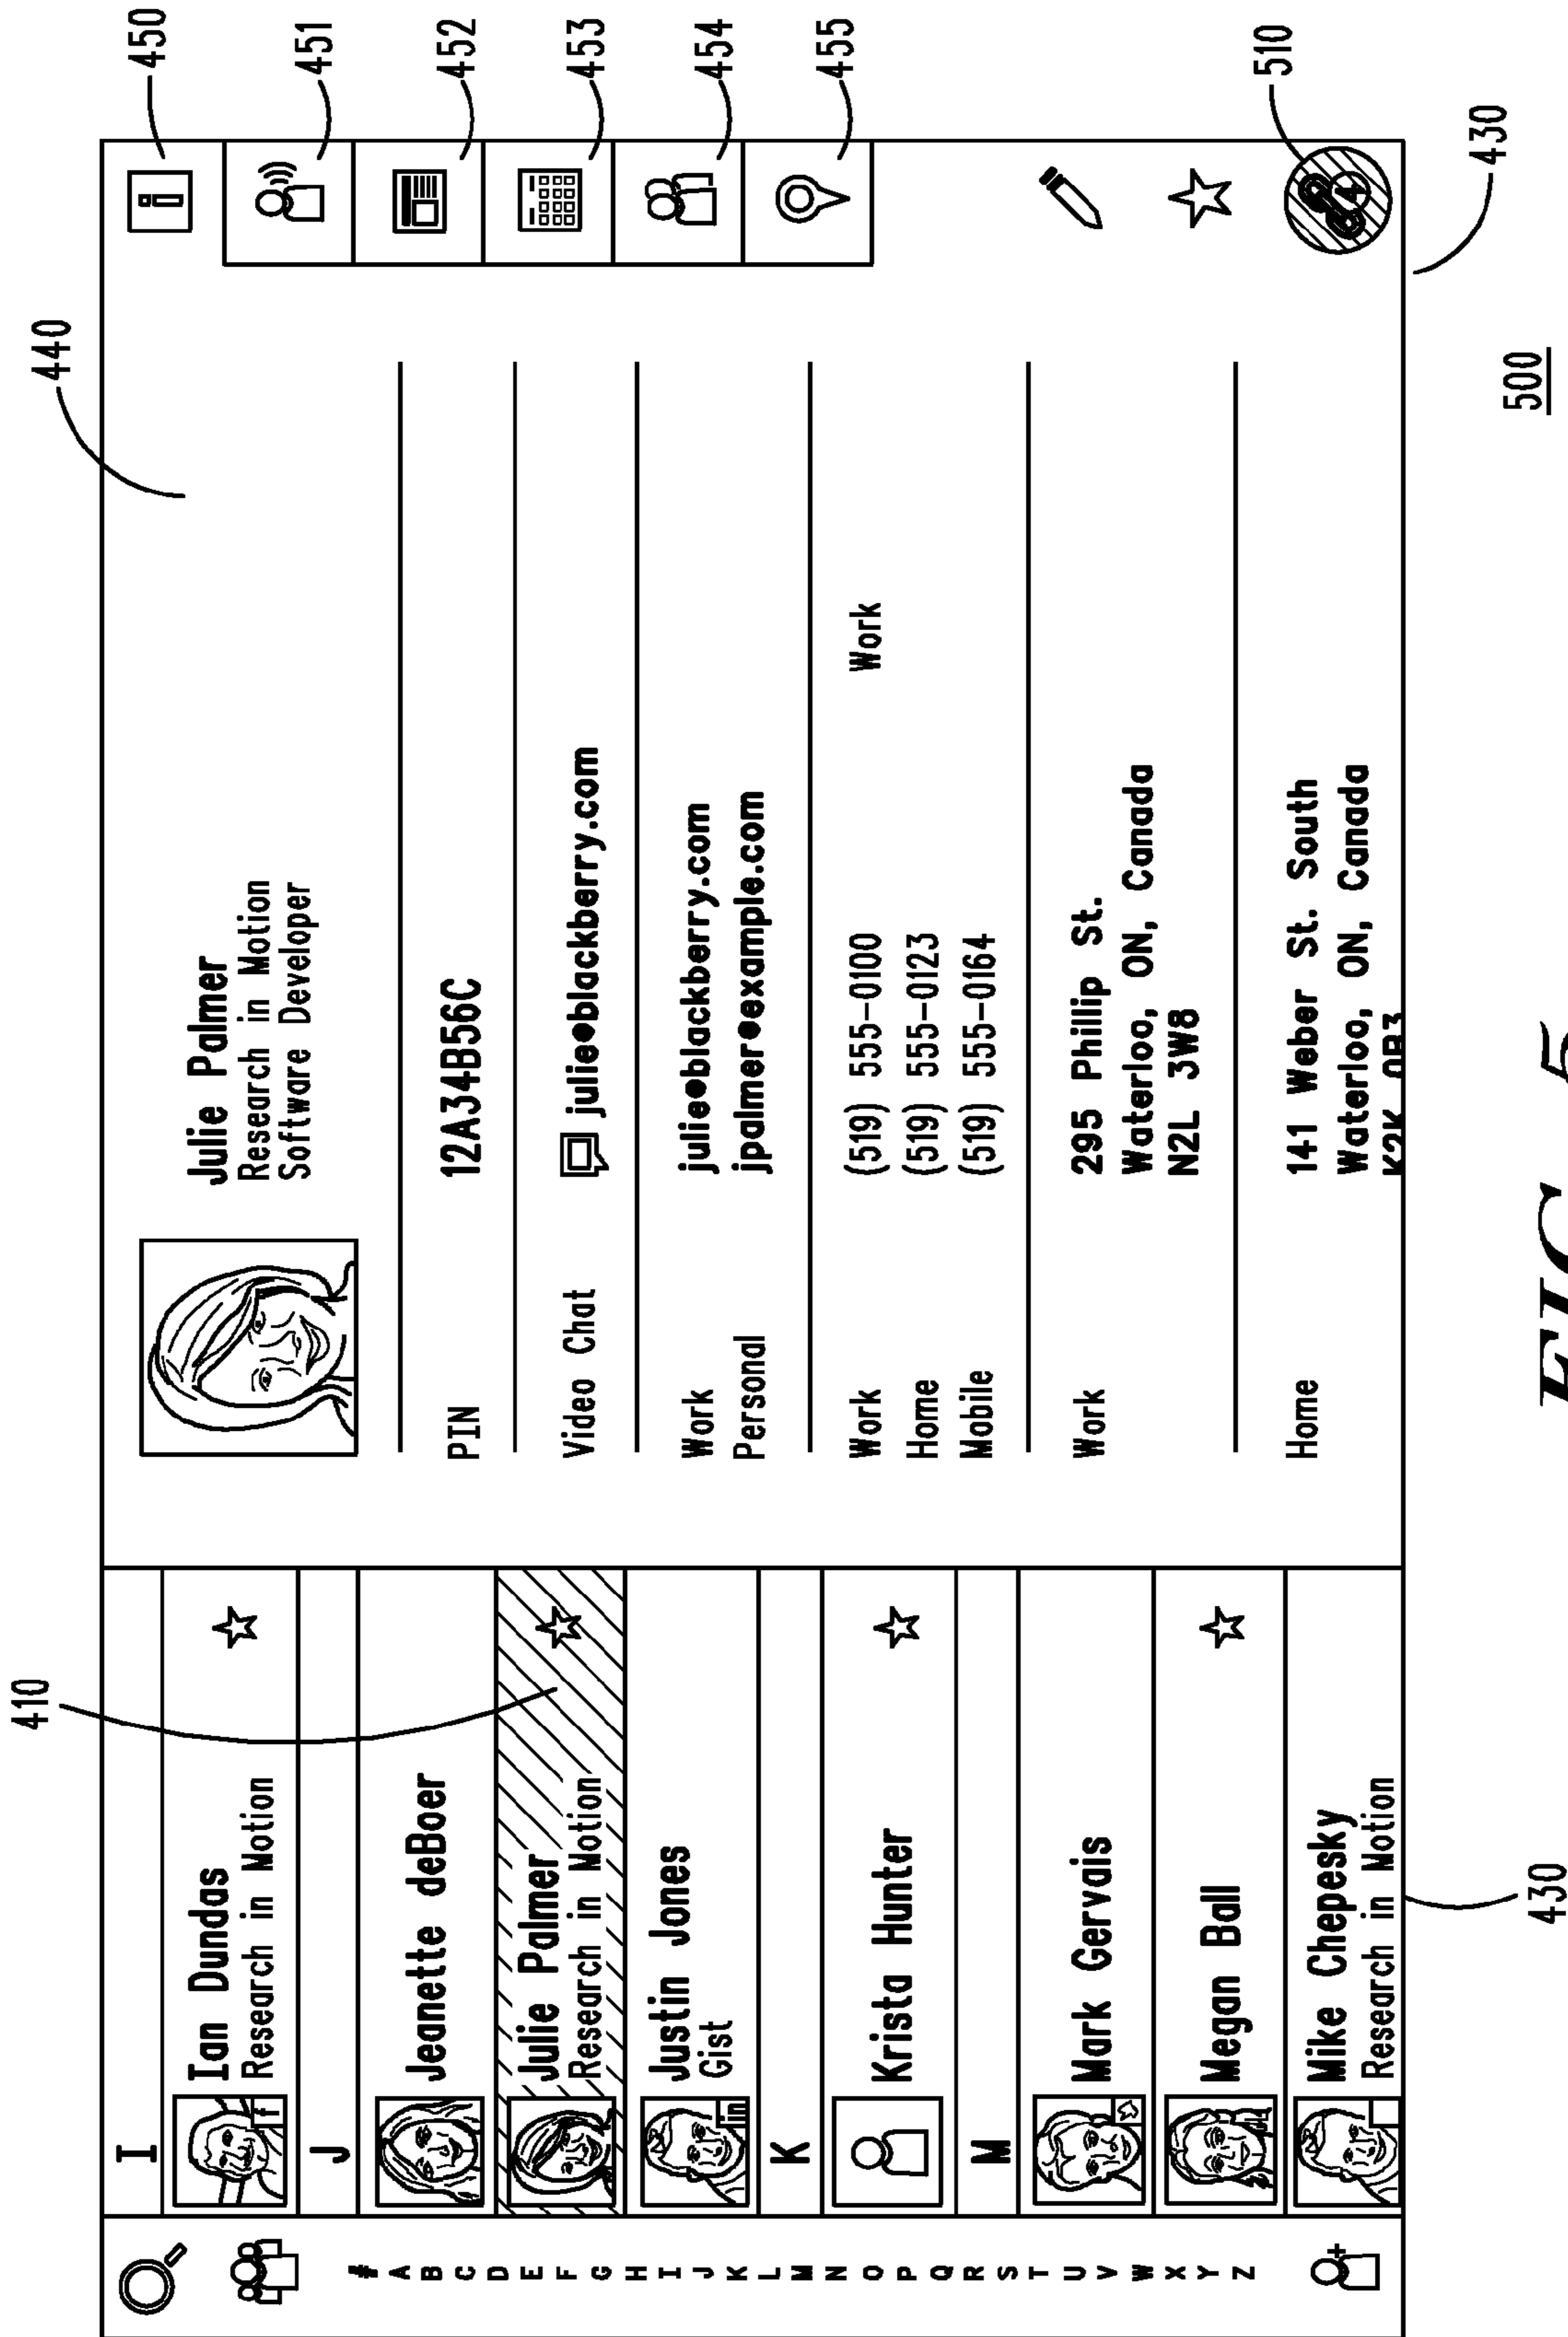 #
A
B
C
D
E
F
G
H
I
J
K
L
M
N
O
P
Q
R
S
T
U
V
W
X
Y
Z
I
Ian Dundas
Research in Motion
f
J
Jeanette deBoer
410
Julie Palmer
Research in Motion
Justin Jones
Gist
in
K
Krista Hunter
M
Mark Gervais
Megan Ball
Mike Chepesky
Research in Motion
430
440
Julie Palmer
Research in Motion
Software Developer
PIN 12A34B56C
Video Chat julie@blackberry.com
Work julie@blackberry.com
Personal jpalmer@example.com
Work (519) 555-0100 Work
Home (519) 555-0123
Mobile (519) 555-0164
Work 295 Phillip St.
Waterloo, ON, Canada
N2L 3W8
Home 141 Weber St. South
Waterloo, ON, Canada
i
450
451
452
453
454
455
510
430
500
FIG. 5